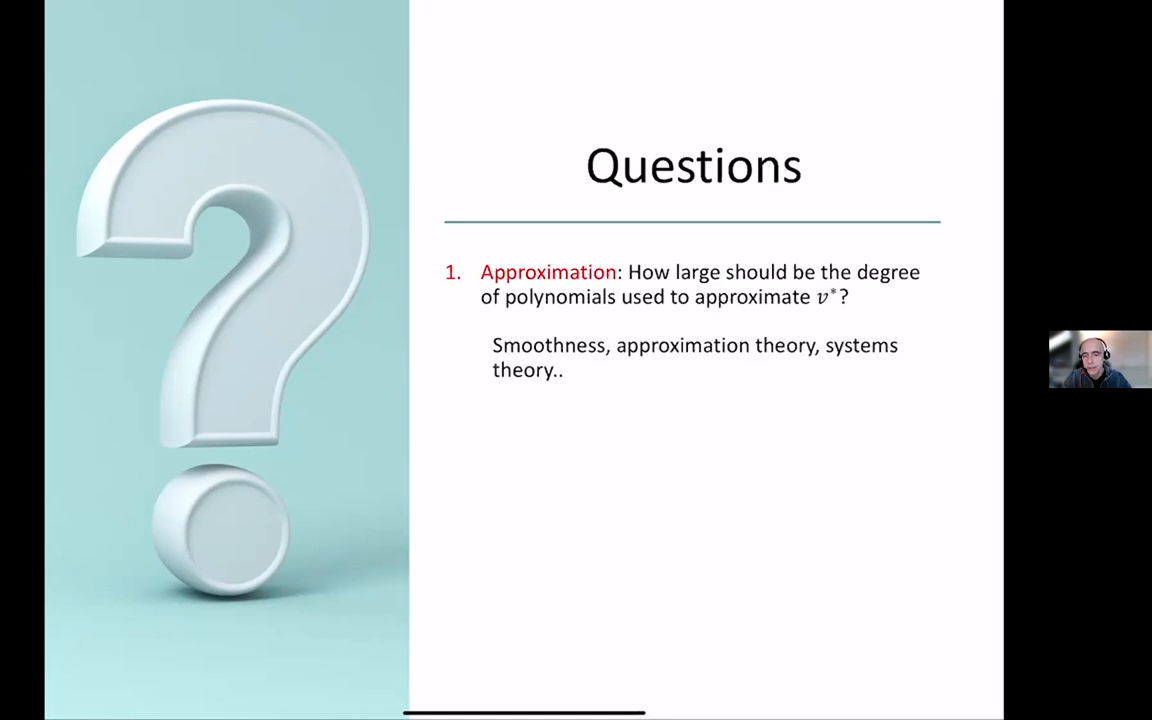 Questions
1. Approximation: How large should be the degree
of polynomials used to approximate v*?
Smoothness, approximation theory, systems
theory..